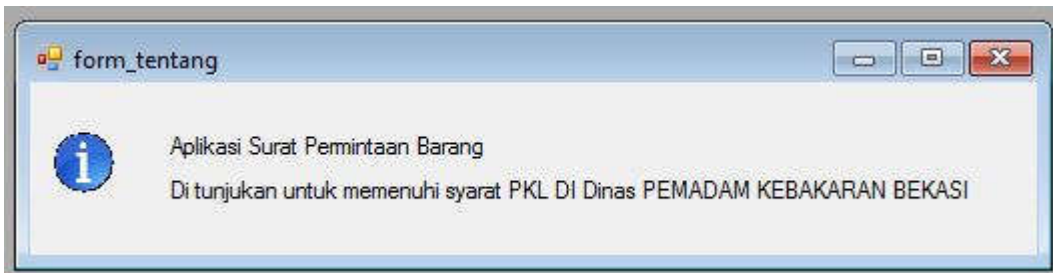 form_tentang
Aplikasi Surat Permintaan Barang
Di tunjukan untuk memenuhi syarat PKL DI Dinas PEMADAM KEBAKARAN BEKASI